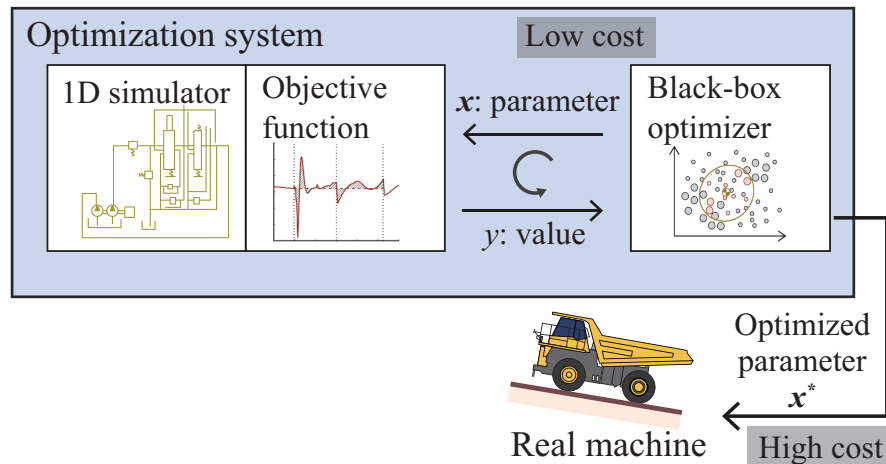 Optimization system
Low cost
1D simulator
Objective
function
x: parameter
y: value
Black-box
optimizer
Optimized
parameter
x*
Real machine
High cost